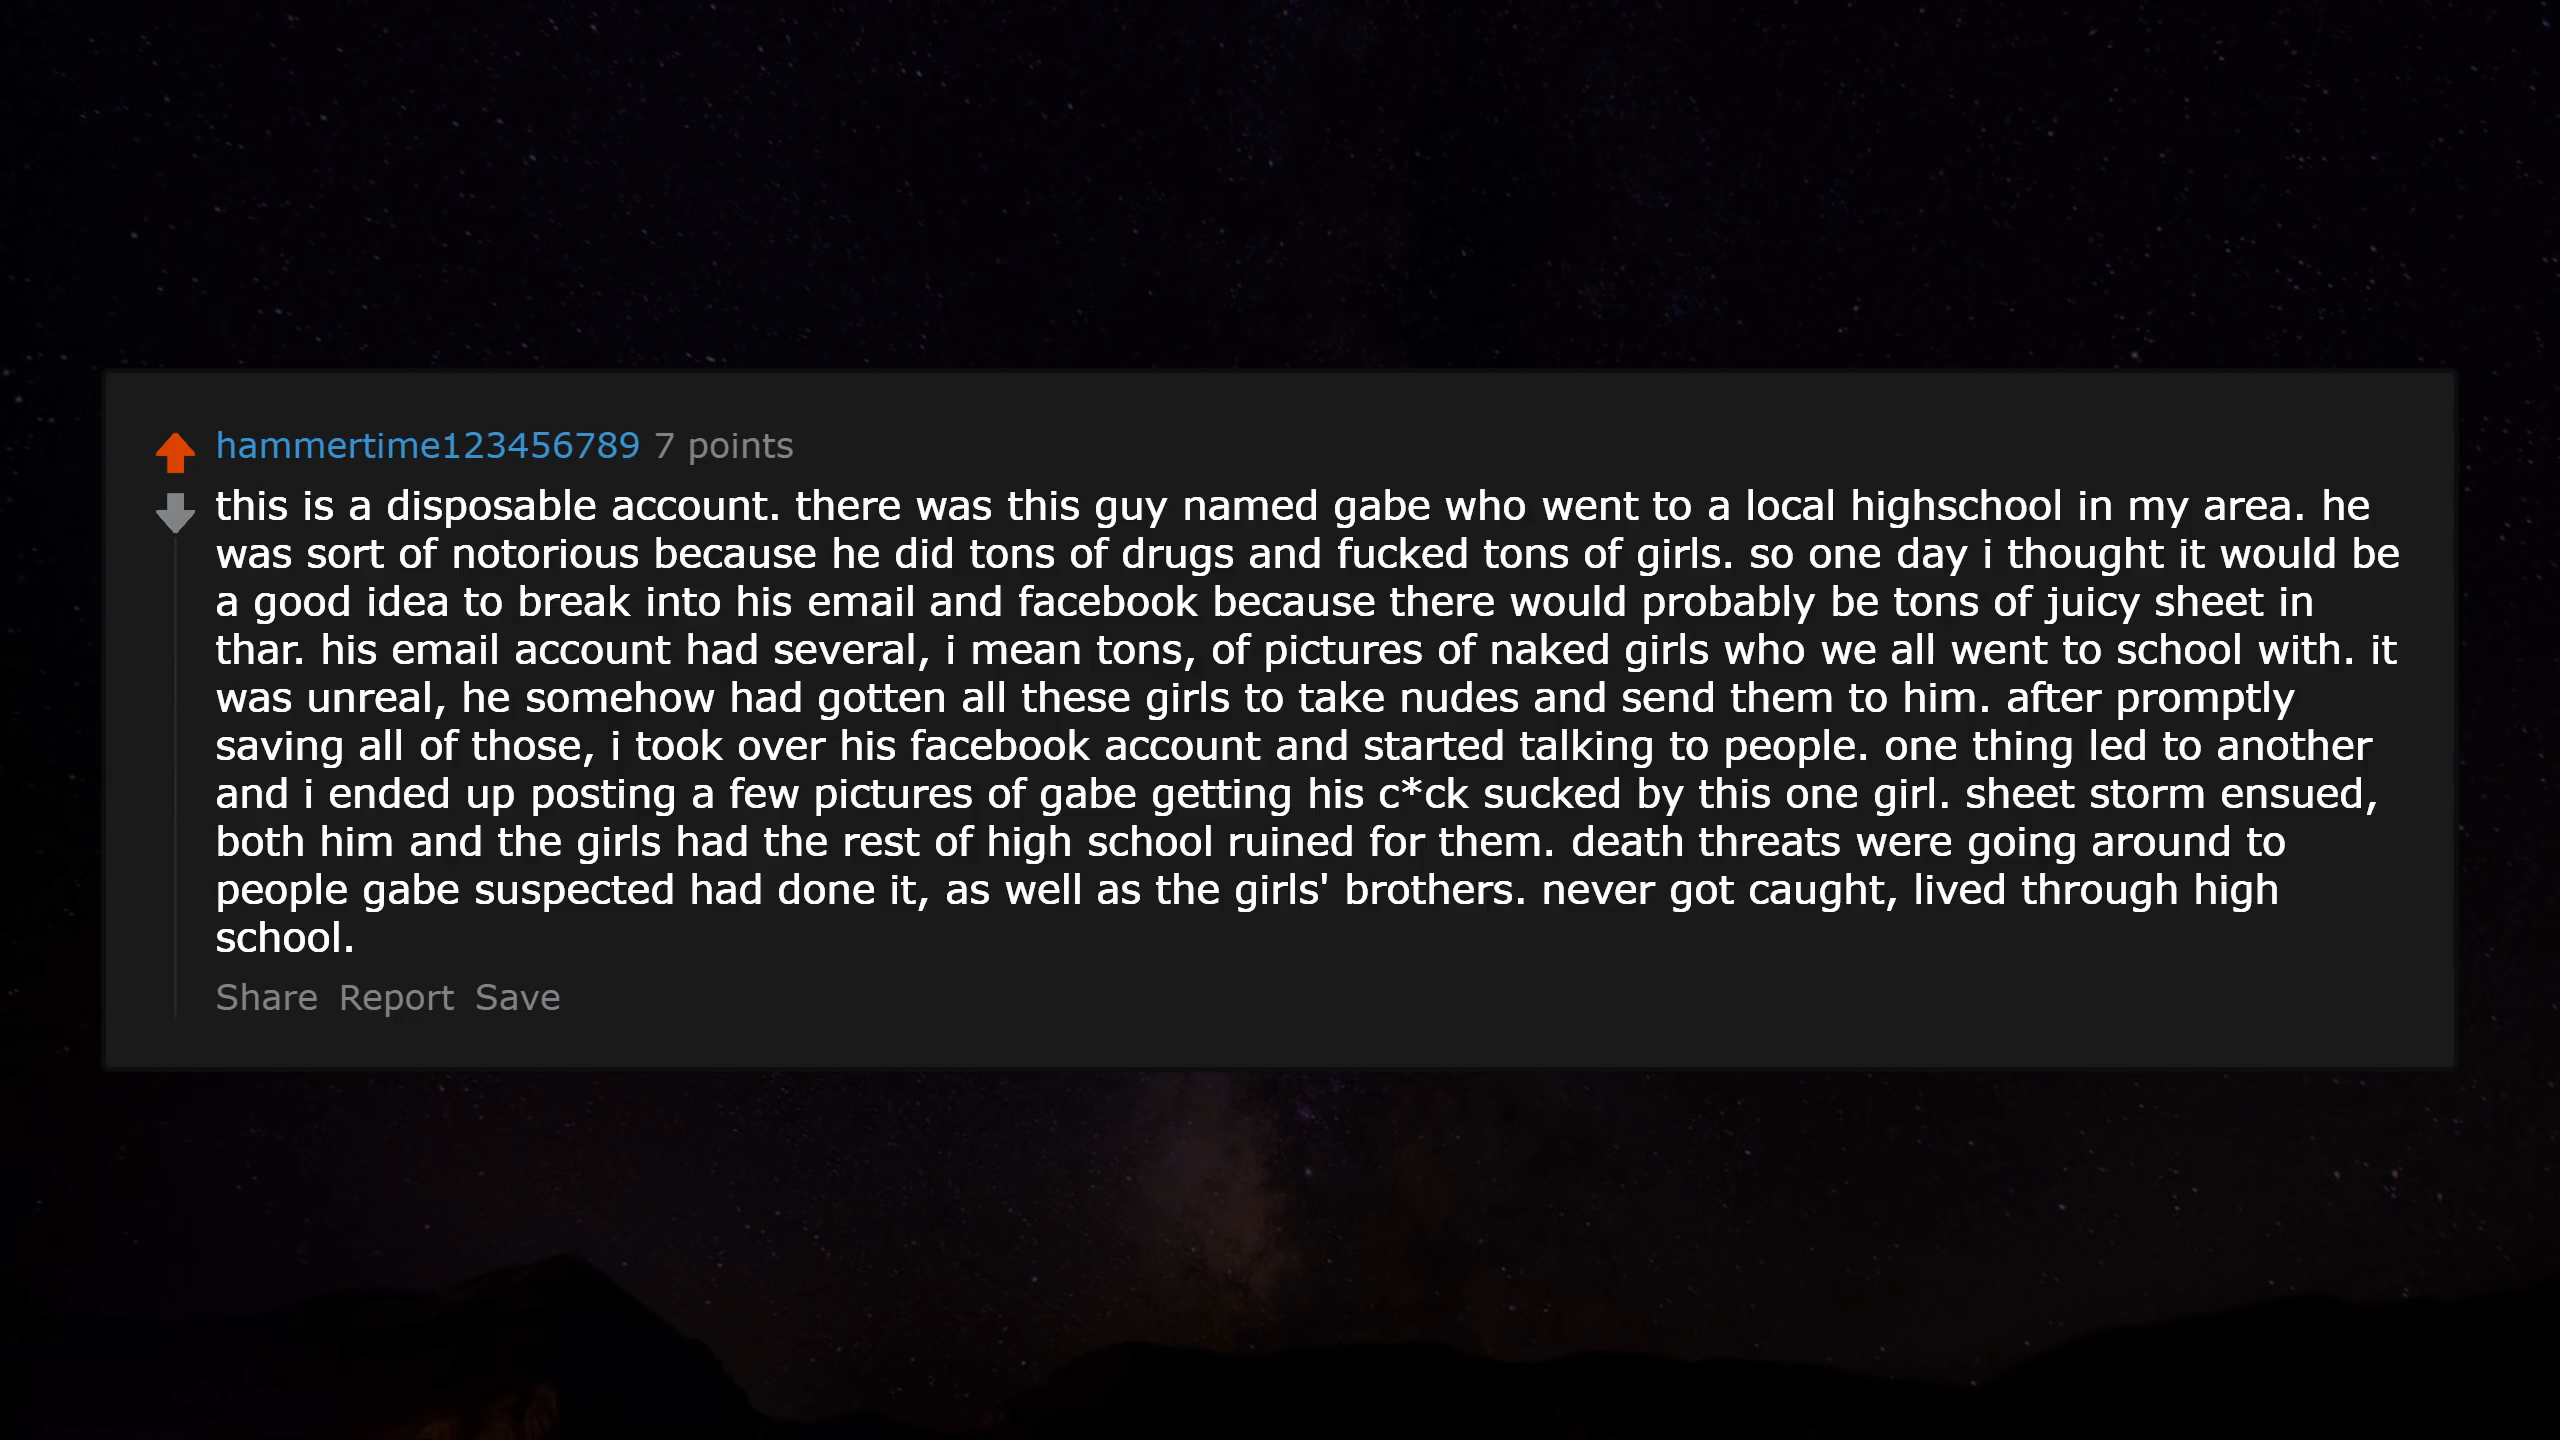 hammertime123456789 7 points
this is a disposable account. there was this guy named gabe who went to a local highschool in my area. he
was sort of notorious because he did tons of drugs and fucked tons of girls. so one day i thought it would be
a good idea to break into his email and facebook because there would probably be tons of juicy sheet in
thar. his email account had several, i mean tons, of pictures of naked girls who we all went to school with. it
was unreal, he somehow had gotten all these girls to take nudes and send them to him. after promptly
saving all of those, i took over his facebook account and started talking to people. one thing led to another
and i ended up posting a few pictures of gabe getting his c*ck sucked by this one girl. sheet storm ensued,
both him and the girls had the rest of high school ruined for them. death threats were going around to
people gabe suspected had done it, as well as the girls' brothers. never got caught, lived through high
school.
Share Report Save